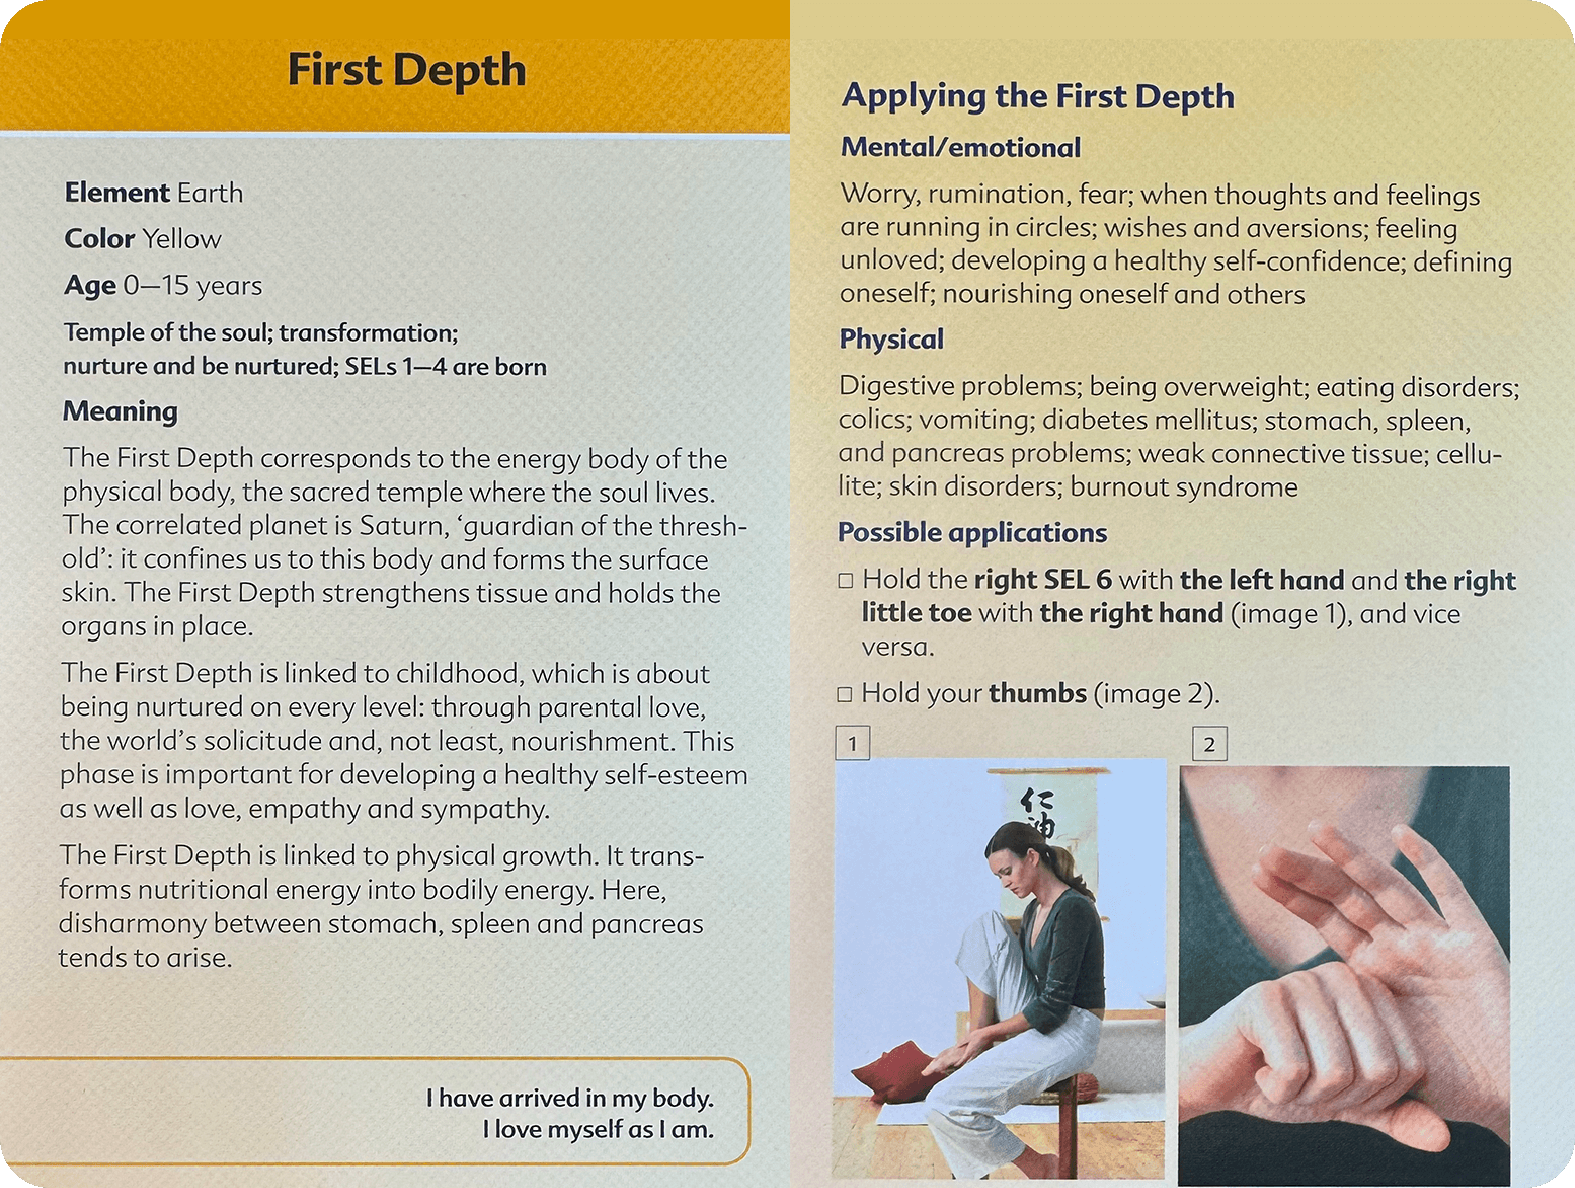 First Depth
Element Earth
Color Yellow
Age 0—15 years
Temple of the soul; transformation;
nurture and be nurtured; SELs 1—4 are born
Meaning
The First Depth corresponds to the energy body of the
physical body, the sacred temple where the soul lives.
The correlated planet is Saturn, ‘guardian of the thresh-
old’: it confines us to this body and forms the surface
skin. The First Depth strengthens tissue and holds the
organs in place.
The First Depth is linked to childhood, which is about
being nurtured on every level: through parental love,
the world’s solicitude and, not least, nourishment. This
phase is important for developing a healthy self-esteem
as well as love, empathy and sympathy.
The First Depth is linked to physical growth. It trans-
forms nutritional energy into bodily energy. Here,
disharmony between stomach, spleen and pancreas
tends to arise.
I have arrived in my body.
I love myself as I am.
Applying the First Depth
Mental/emotional
Worry, rumination, fear; when thoughts and feelings
are running in circles; wishes and aversions; feeling
unloved; developing a healthy self-confidence; defining
oneself; nourishing oneself and others
Physical
Digestive problems; being overweight; eating disorders;
colics; vomiting; diabetes mellitus; stomach, spleen,
and pancreas problems; weak connective tissue; cellu-
lite; skin disorders; burnout syndrome
Possible applications
□ Hold the right SEL 6 with the left hand and the right
little toe with the right hand (image 1), and vice
versa.
□ Hold your thumbs (image 2).
1
2
仁